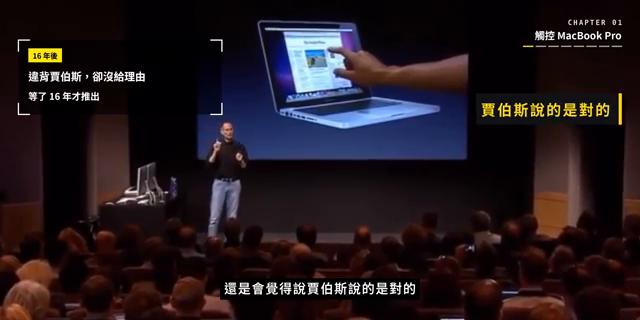 CHAPTER 01
觸控 MacBook Pro
16 年後
違背賈伯斯，卻沒給理由
等了 16 年才推出
賈伯斯說的是對的
還是會覺得說賈伯斯說的是對的